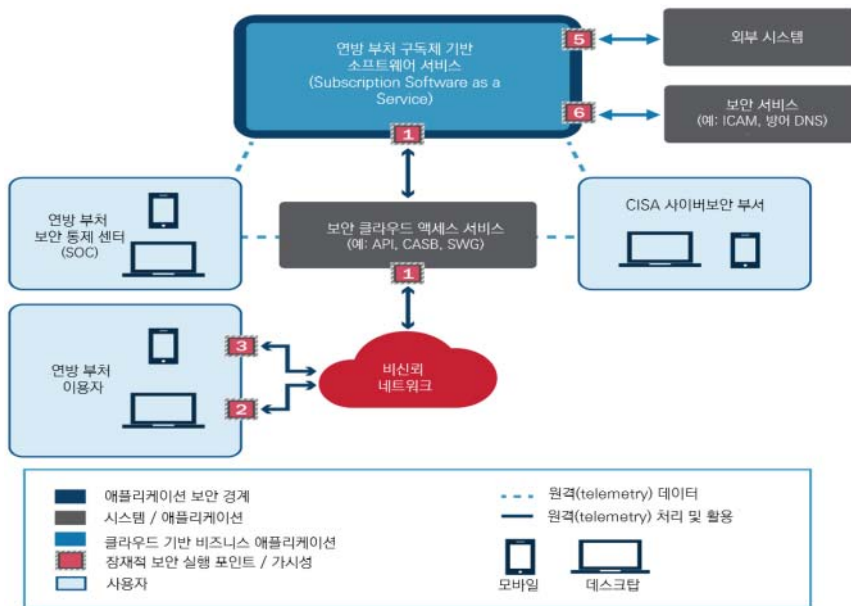 연방 부처 구독제 기반
소프트웨어 서비스
(Subscription Software as a
Service)
5
외부 시스템
6
보안 서비스
(예: ICAM, 방어 DNS)
1
연방 부처
보안 통제 센터
(SOC)
보안 클라우드 액세스 서비스
(예: API, CASB, SWG)
CISA 사이버보안 부서
1
연방 부처
이용자
3
2
비신뢰
네트워크
애플리케이션 보안 경계
시스템 / 애플리케이션
클라우드 기반 비즈니스 애플리케이션
잠재적 보안 실행 포인트 / 가시성
사용자
원격(telemetry) 데이터
원격(telemetry) 처리 및 활용
모바일
데스크탑